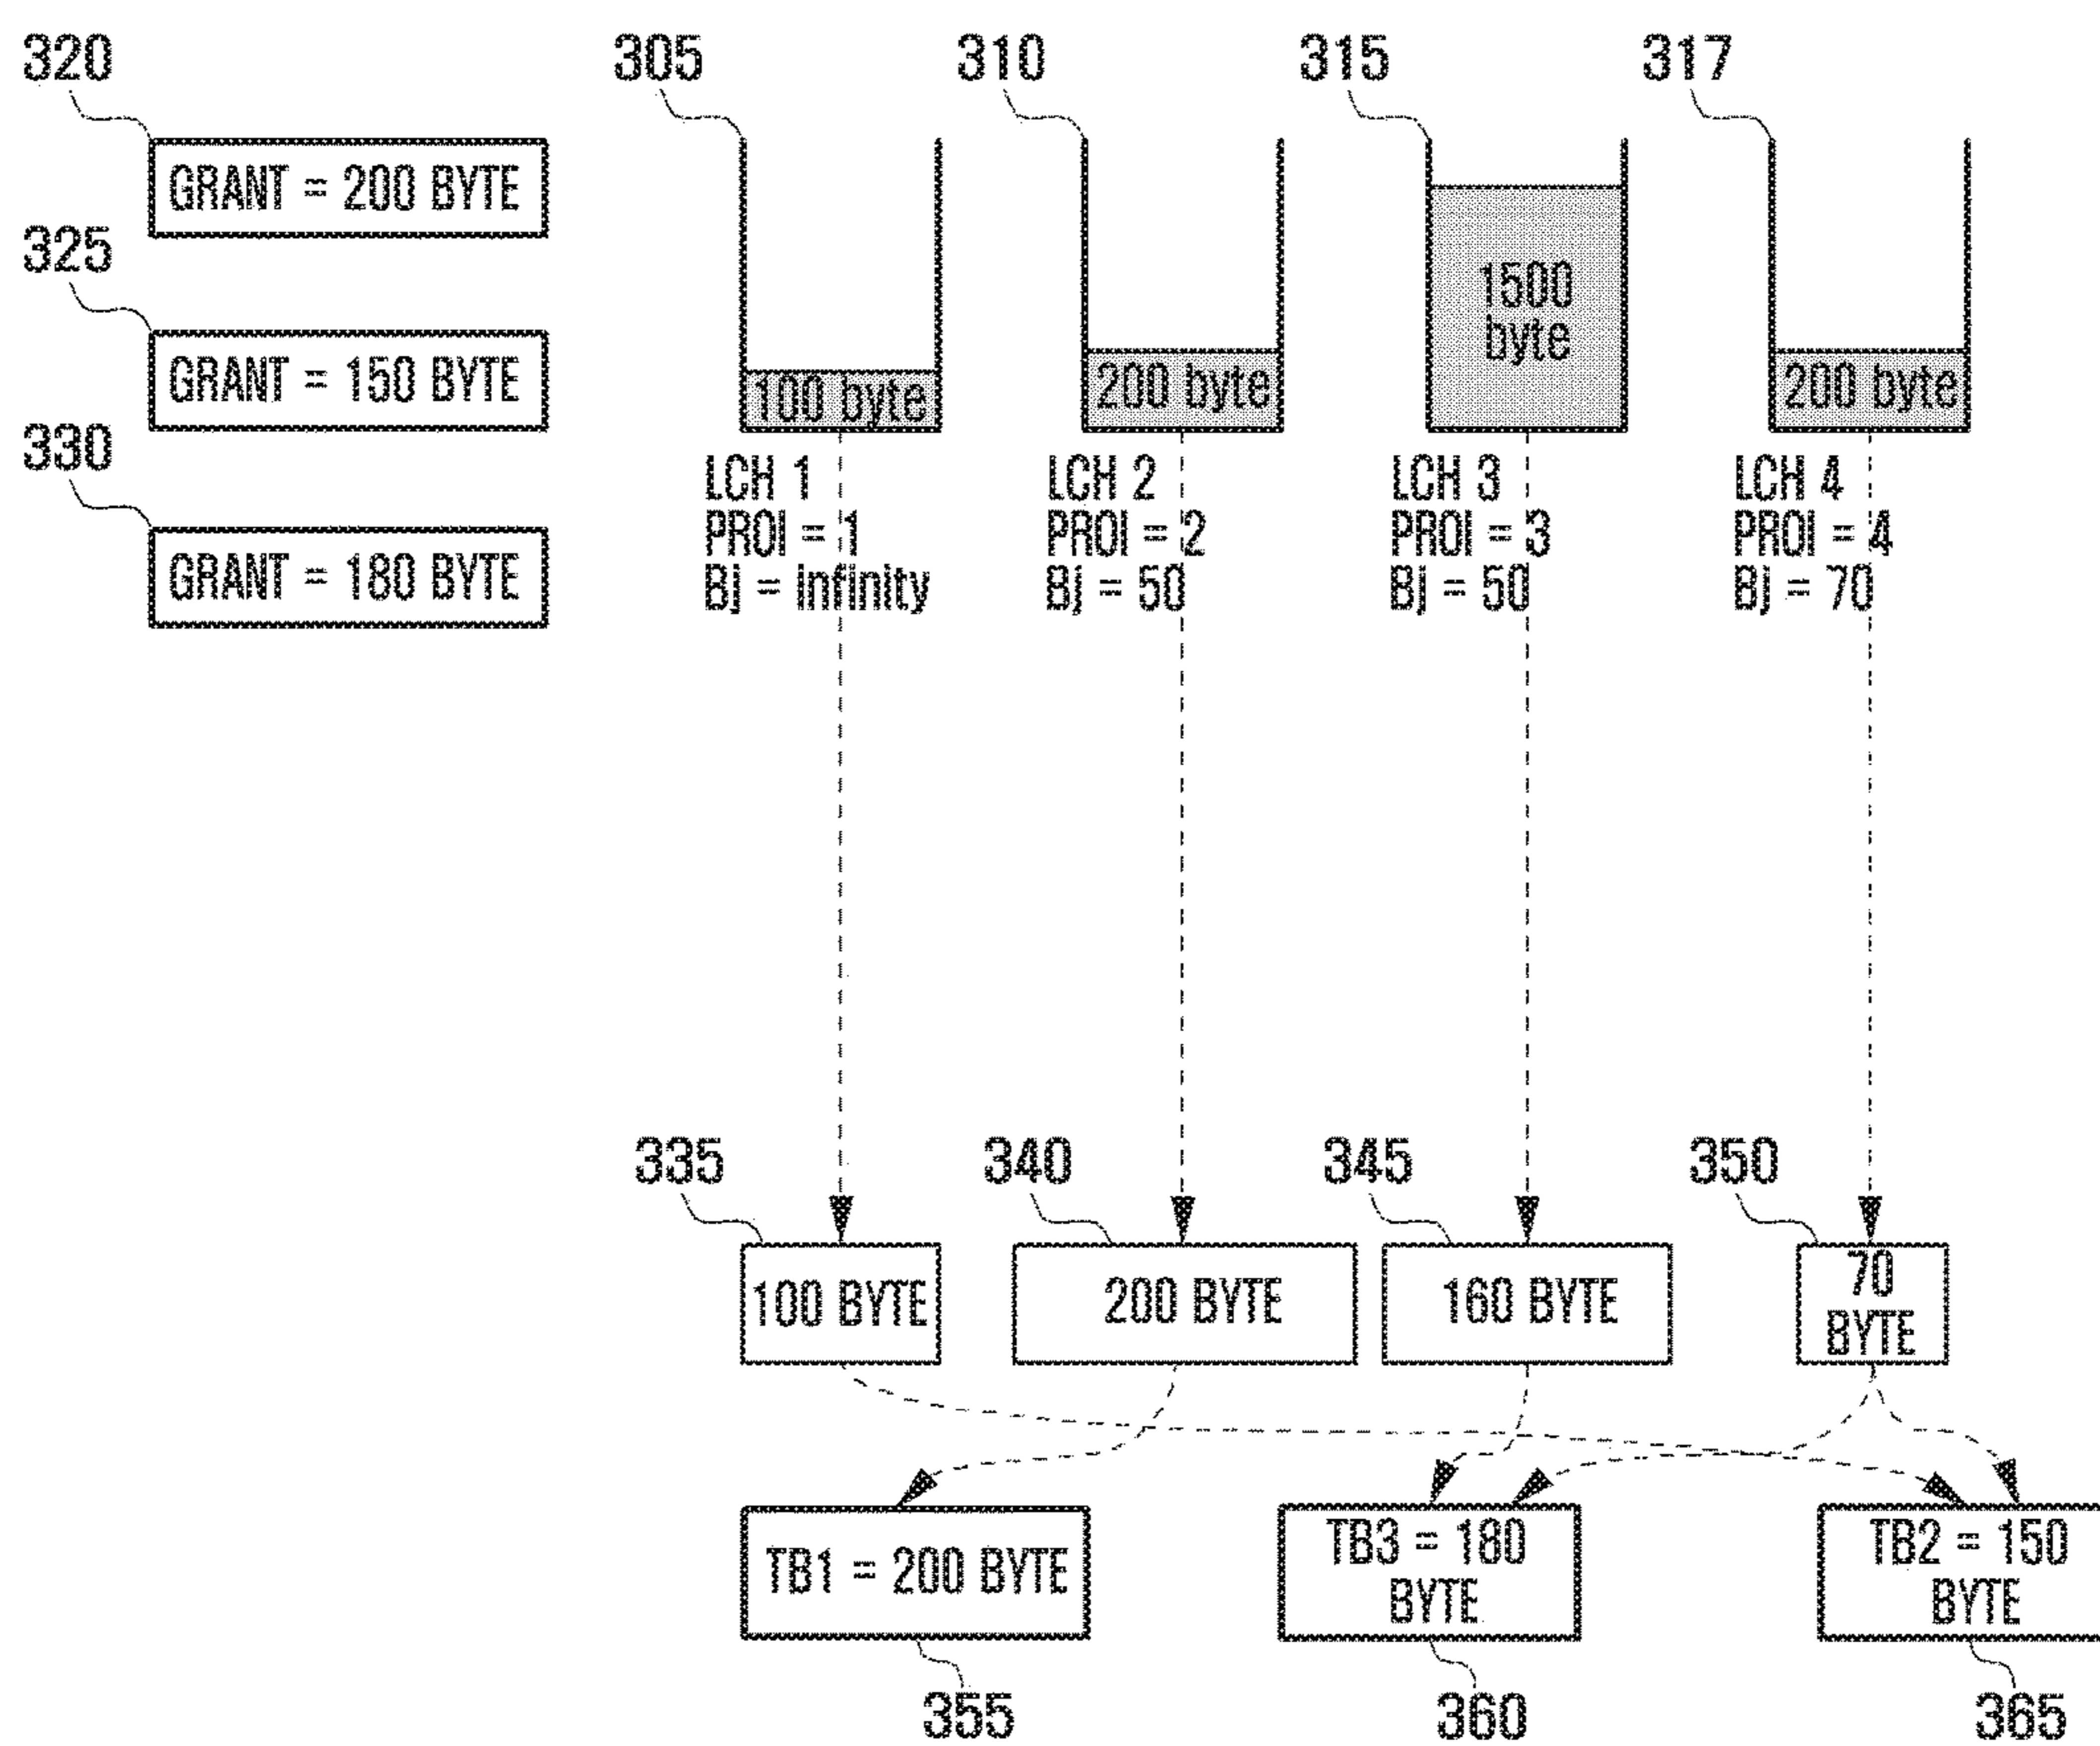 320
305
310
315
317
GRANT = 200 BYTE
325
GRANT = 150 BYTE
330
GRANT = 180 BYTE
100 byte
200 byte
1500
byte
200 byte
LCH 1
PROI = 1
Bj = Infinity
LCH 2
PROI = 2
Bj = 50
LCH 3
PROI = 3
Bj = 50
LCH 4
PROI = 4
Bj = 70
335
340
345
350
100 BYTE
200 BYTE
160 BYTE
70
BYTE
TB1 = 200 BYTE
TB3 = 180
BYTE
TB2 = 150
BYTE
355
360
365